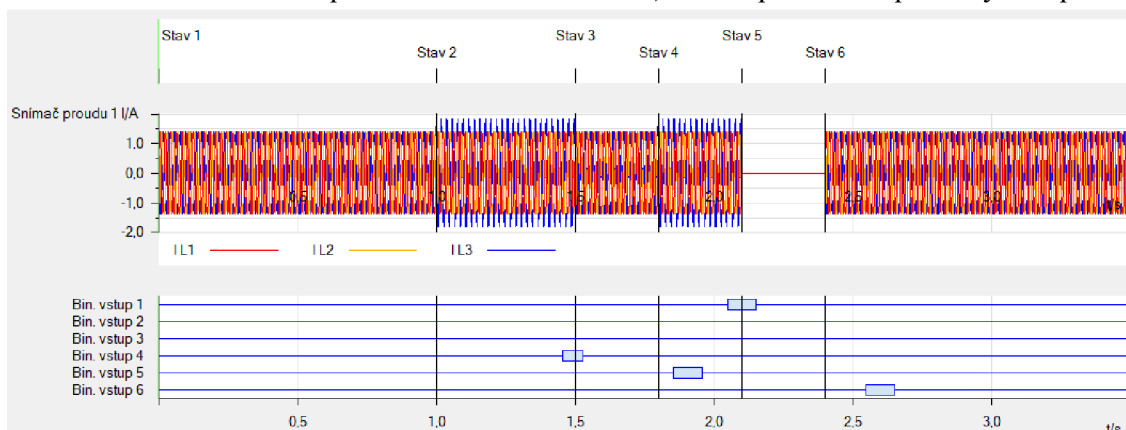 Stav 1
Stav 3
Stav 5
Stav 2
Stav 4
Stav 6
Snímač proudu 1 I/A
1.0
0.0
-1.0
-2,0
0,5 1,0 1,5 2,0 2,5 3,0 t/s
I L1 I L2 I L3
Bin. vstup 1
Bin. vstup 2
Bin. vstup 3
Bin. vstup 4
Bin. vstup 5
Bin. vstup 6
0,5 1,0 1,5 2,0 2,5 3,0 t/s